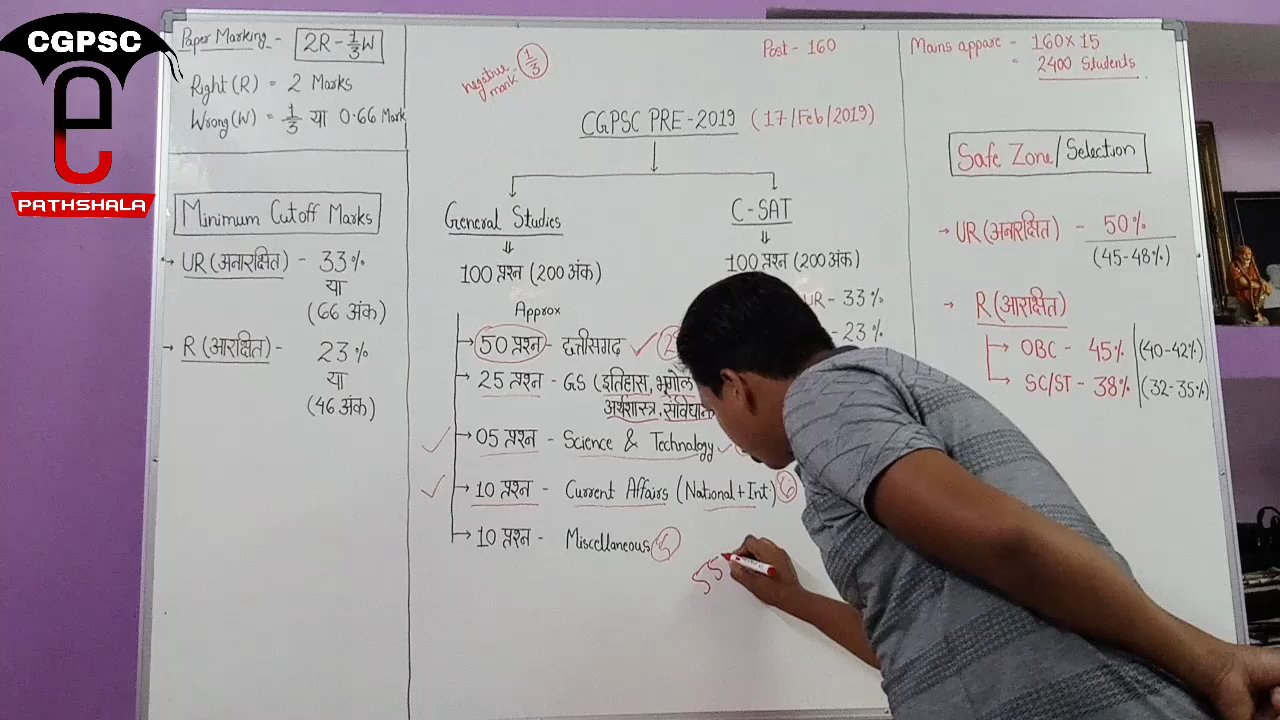 CGPSC
e
PATHSHALA
Paper Marking - 2R - 1/3 W
Right (R) = 2 Marks
Wrong (W) = 1/3 या 0.66 Mark
Minimum Cutoff Marks
→ UR (अनारक्षित) - 33%
या
(66 अंक)
→ R (आरक्षित) - 23%
या
(46 अंक)
negative mark - 1/3
Post - 160
CGPSC PRE - 2019 (17/Feb/2019)
General Studies
⇓
100 प्रश्न (200 अंक)
Approx
→ 50 प्रश्न - छत्तीसगढ़ ✓
→ 25 प्रश्न - GS (इतिहास, भूगोल
अर्थशास्त्र, संविधान
✓ → 05 प्रश्न - Science & Technology ✓
✓ → 10 प्रश्न - Current Affairs (National + Int) 6
→ 10 प्रश्न - Miscellaneous
55
C-SAT
⇓
100 प्रश्न (200 अंक)
UR - 33%
- 23%
Mains appare - 160 x 15
= 2400 Students
Safe Zone/Selection
→ UR (अनारक्षित) - 50%
(45-48%)
→ R (आरक्षित)
→ OBC - 45% (40-42%)
→ SC/ST - 38% (32-35%)